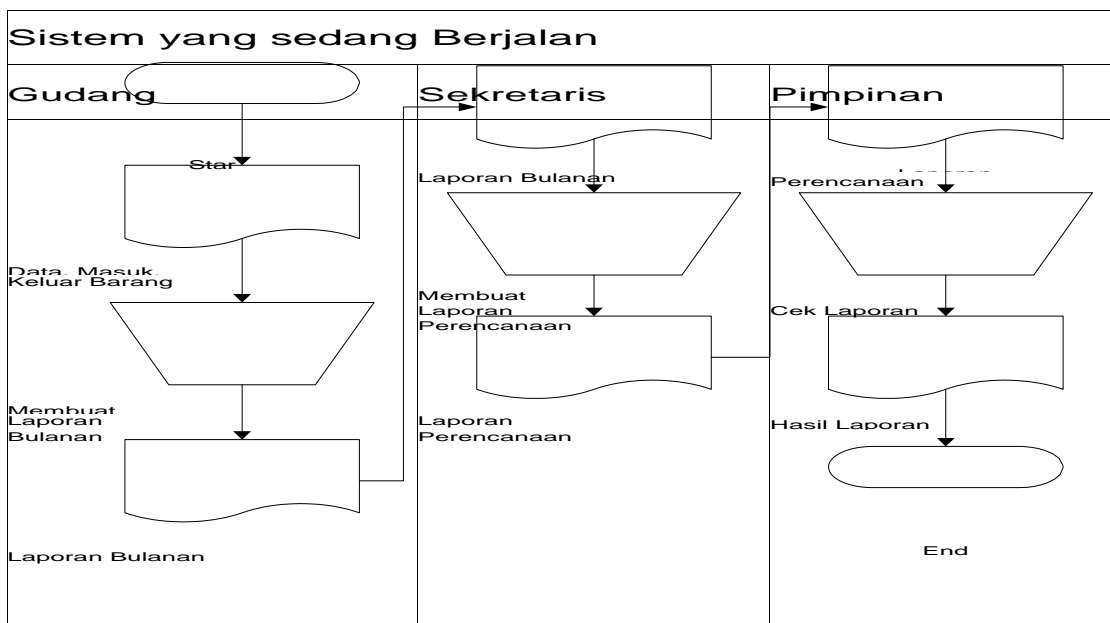 Sistem yang sedang Berjalan
Gudang
Sekretaris
Pimpinan
Star
Data. Masuk.
Keluar Barang
Membuat
Laporan
Bulanan
Laporan Bulanan
Laporan Bulanan
Membuat
Laporan
Perencanaan
Laporan
Perencanaan
Perencanaan
Cek Laporan
Hasil Laporan
End